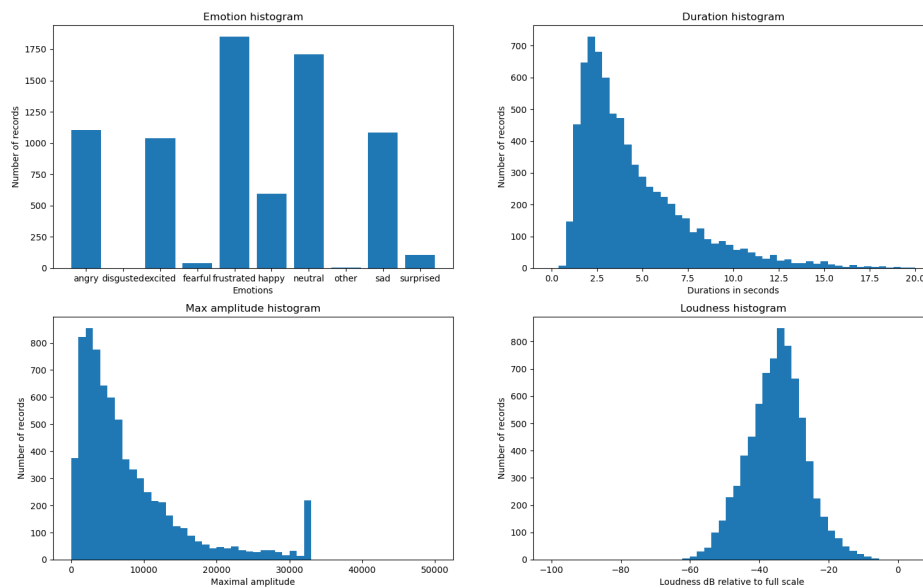 Emotion histogram
Number of records
1750
1500
1250
1000
750
500
250
0
angry disgusted excited fearful frustrated happy neutral other sad surprised
Emotions
Duration histogram
Number of records
700
600
500
400
300
200
100
0
0.0 2.5 5.0 7.5 10.0 12.5 15.0 17.5 20.0
Durations in seconds
Max amplitude histogram
Number of records
800
700
600
500
400
300
200
100
0
0 10000 20000 30000 40000 50000
Maximal amplitude
Loudness histogram
Number of records
800
700
600
500
400
300
200
100
0
−100 −80 −60 −40 −20 0
Loudness dB relative to full scale